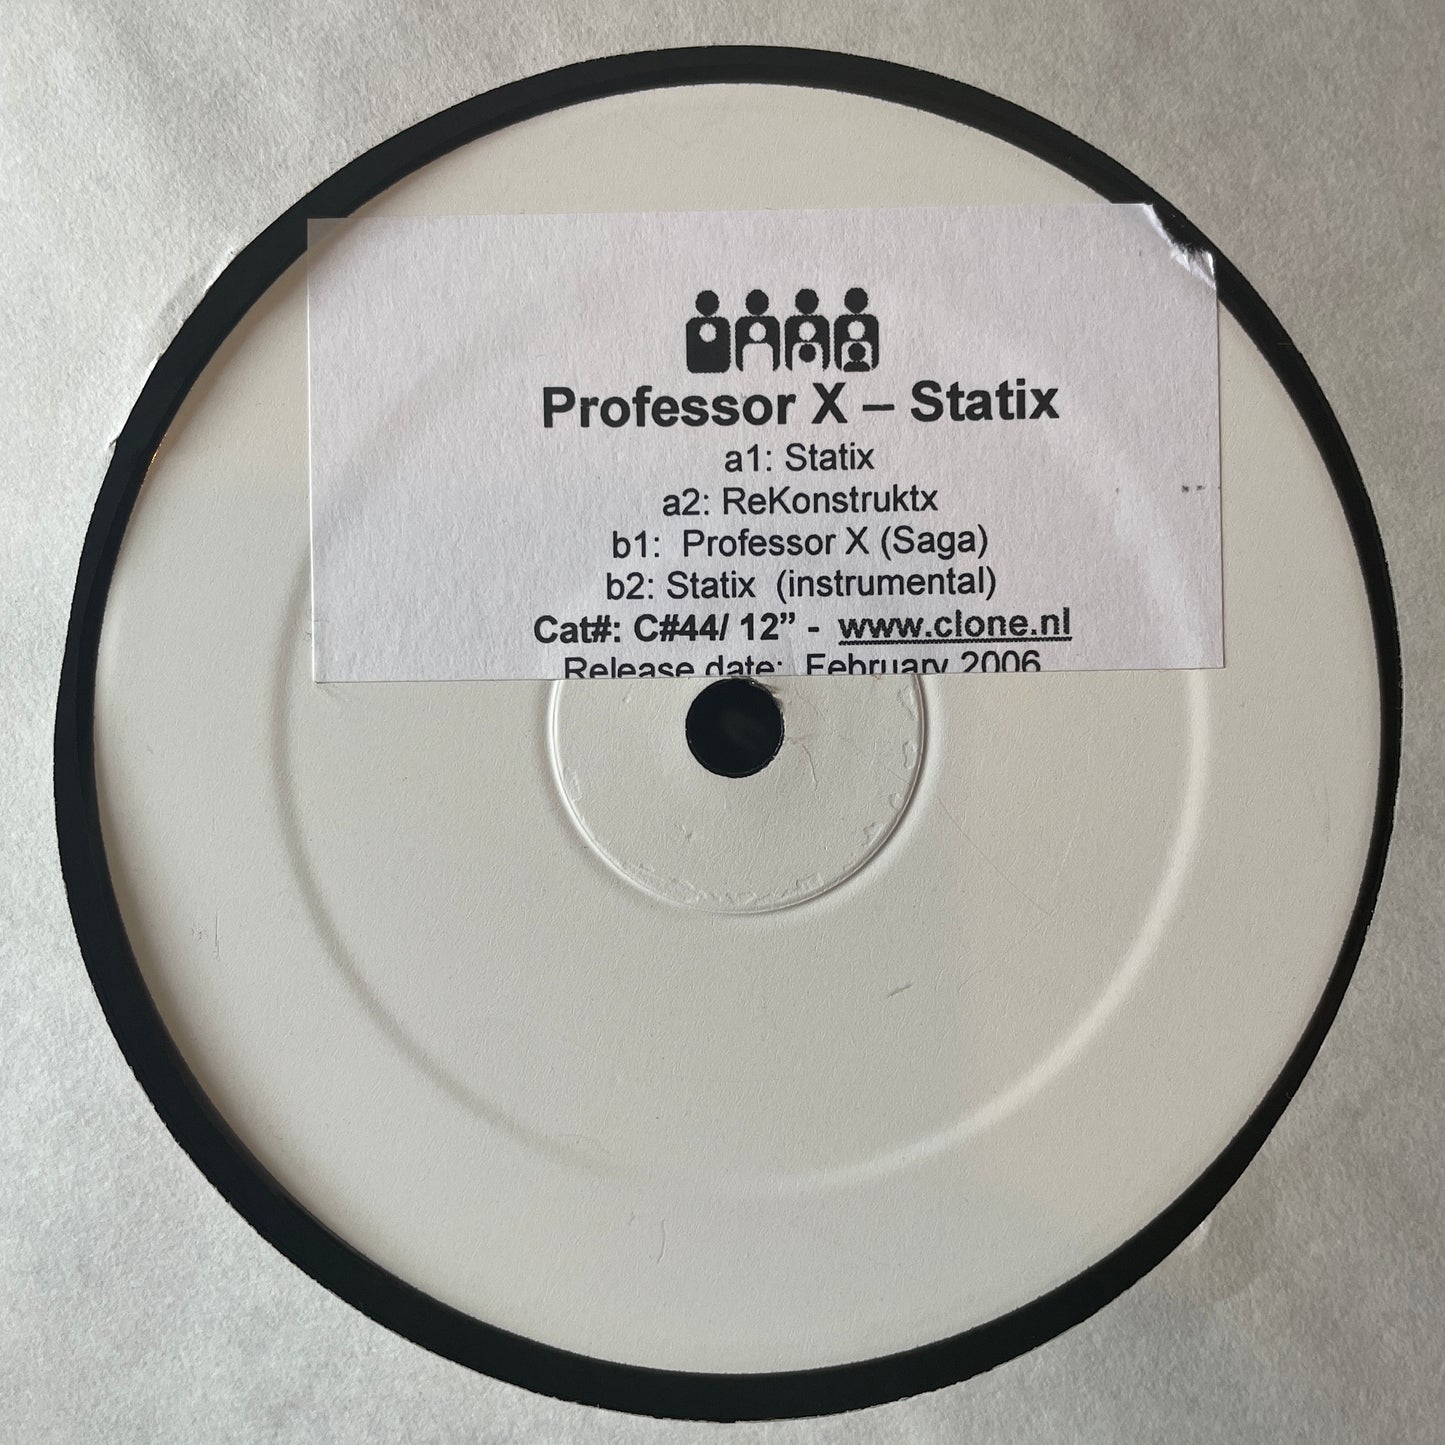 Professor X – Statix
a1: Statix
a2: ReKonstruktx
b1:  Professor X (Saga)
b2: Statix  (instrumental)
Cat#: C#44/ 12” -  www.clone.nl
Release date:  February 2006